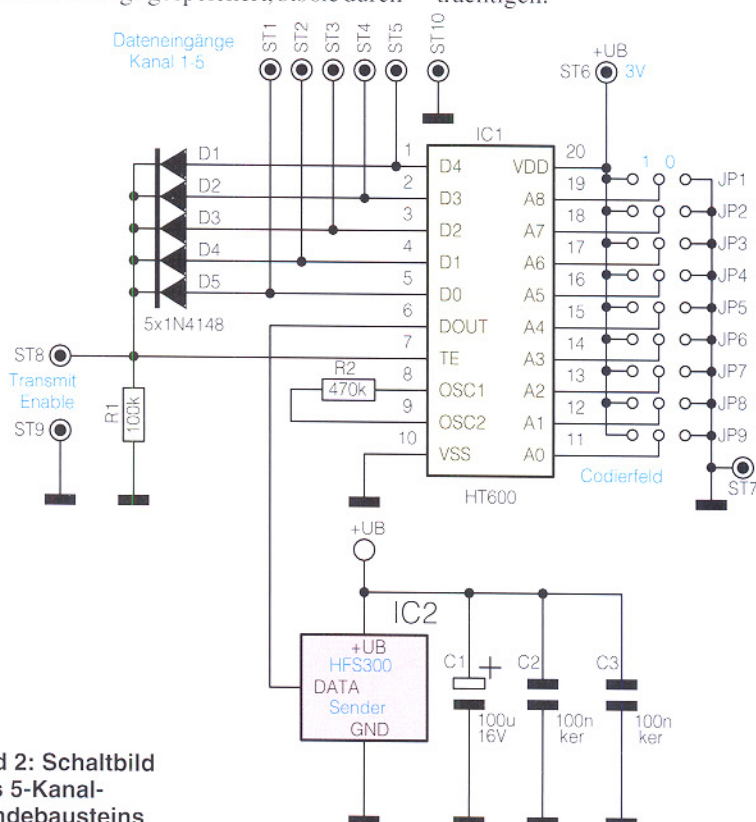 trächtigen.
Dateneingänge
Kanal 1-5
ST1
ST2
ST3
ST4
ST5
ST10
+UB
ST6 3V
IC1
D1
D2
D3
D4
D5
5x1N4148
1 D4
2 D3
3 D2
4 D1
5 D0
6 DOUT
7 TE
8 OSC1
9 OSC2
10 VSS
VDD 20
A8 19
A7 18
A6 17
A5 16
A4 15
A3 14
A2 13
A1 12
A0 11
HT600
1 0
JP1
JP2
JP3
JP4
JP5
JP6
JP7
JP8
JP9
Codierfeld
ST7
ST8
Transmit
Enable
ST9
R1
100k
R2
470k
+UB
IC2
+UB
HFS300
DATA
Sender
GND
C1 +
100u
16V
C2
100n
ker
C3
100n
ker
d 2: Schaltbild
s 5-Kanal-
ndebausteins